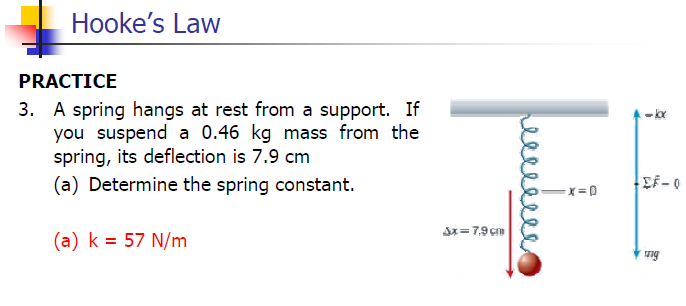 Hooke's Law
PRACTICE
3. A spring hangs at rest from a support. If
you suspend a 0.46 kg mass from the
spring, its deflection is 7.9 cm
(a) Determine the spring constant.
(a) k = 57 N/m
- kx
x = 0
ΣF = 0
Δx = 7.9 cm
mg